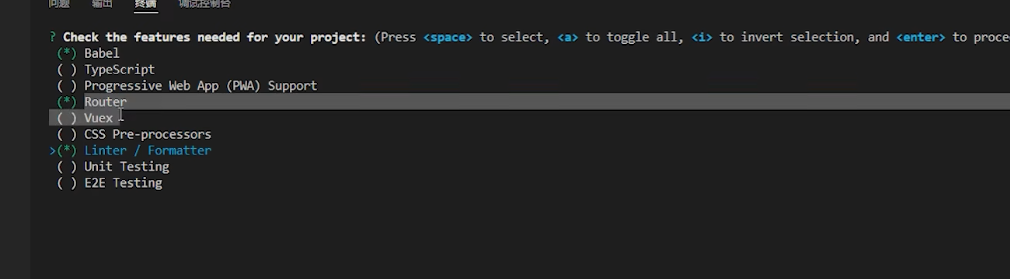 问题 输出 终端 调试控制台
? Check the features needed for your project: (Press <space> to select, <a> to toggle all, <i> to invert selection, and <enter> to proce
(*) Babel
( ) TypeScript
( ) Progressive Web App (PWA) Support
(*) Router
( ) Vuex
( ) CSS Pre-processors
>(*) Linter / Formatter
( ) Unit Testing
( ) E2E Testing